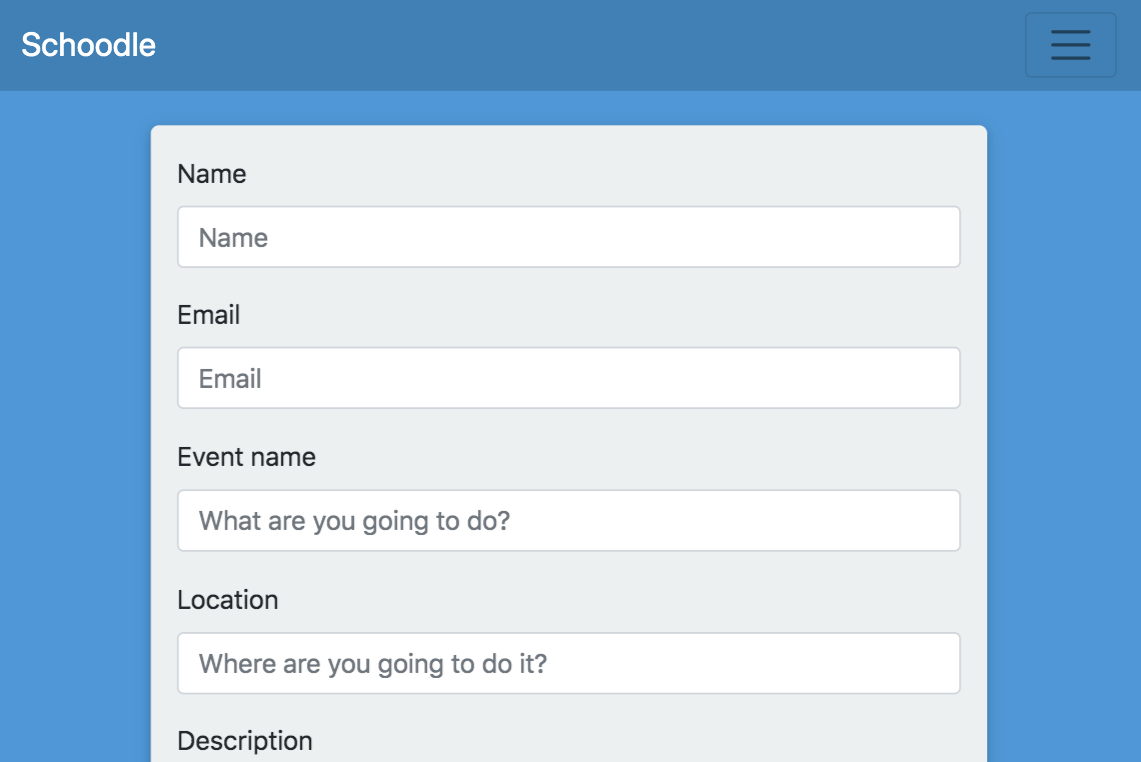 Schoodle
Name
Name
Email
Email
Event name
What are you going to do?
Location
Where are you going to do it?
Description